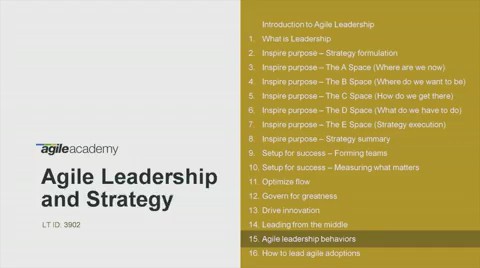 agileacademy
Agile Leadership
and Strategy
LT ID: 3902
Introduction to Agile Leadership
1. What is Leadership
2. Inspire purpose – Strategy formulation
3. Inspire purpose – The A Space (Where are we now)
4. Inspire purpose – The B Space (Where do we want to be)
5. Inspire purpose – The C Space (How do we get there)
6. Inspire purpose – The D Space (What do we have to do)
7. Inspire purpose – The E Space (Strategy execution)
8. Inspire purpose – Strategy summary
9. Setup for success – Forming teams
10. Setup for success – Measuring what matters
11. Optimize flow
12. Govern for greatness
13. Drive innovation
14. Leading from the middle
15. Agile leadership behaviors
16. How to lead agile adoptions